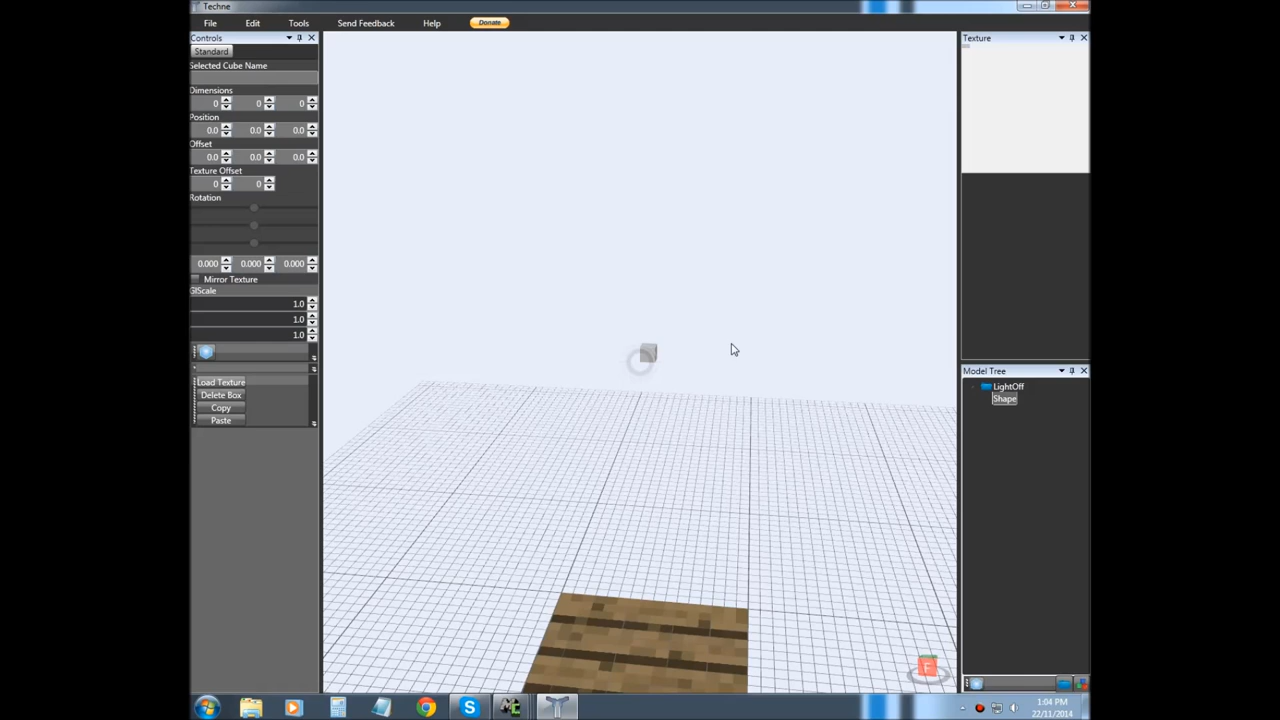 Techne
File Edit Tools Send Feedback Help Donate
Controls
Standard
Selected Cube Name
Dimensions
0 0 0
Position
0.0 0.0 0.0
Offset
0.0 0.0 0.0
Texture Offset
0 0
Rotation
0.000 0.000 0.000
Mirror Texture
GlScale
1.0
1.0
1.0
Load Texture
Delete Box
Copy
Paste
Texture
Model Tree
LightOff
Shape
F
1:04 PM
22/11/2014